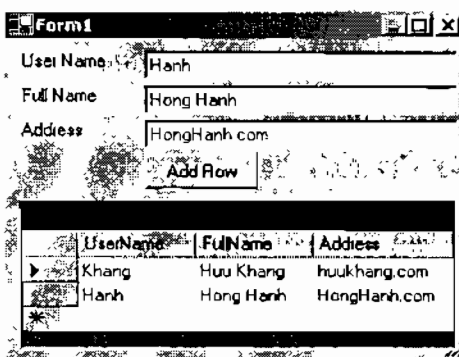 Form1
User Name Hanh
Full Name Hong Hanh
Address HongHanh.com
Add Row
UserName FullName Address
Khang Huu Khang huukhang.com
Hanh Hong Hanh HongHanh.com